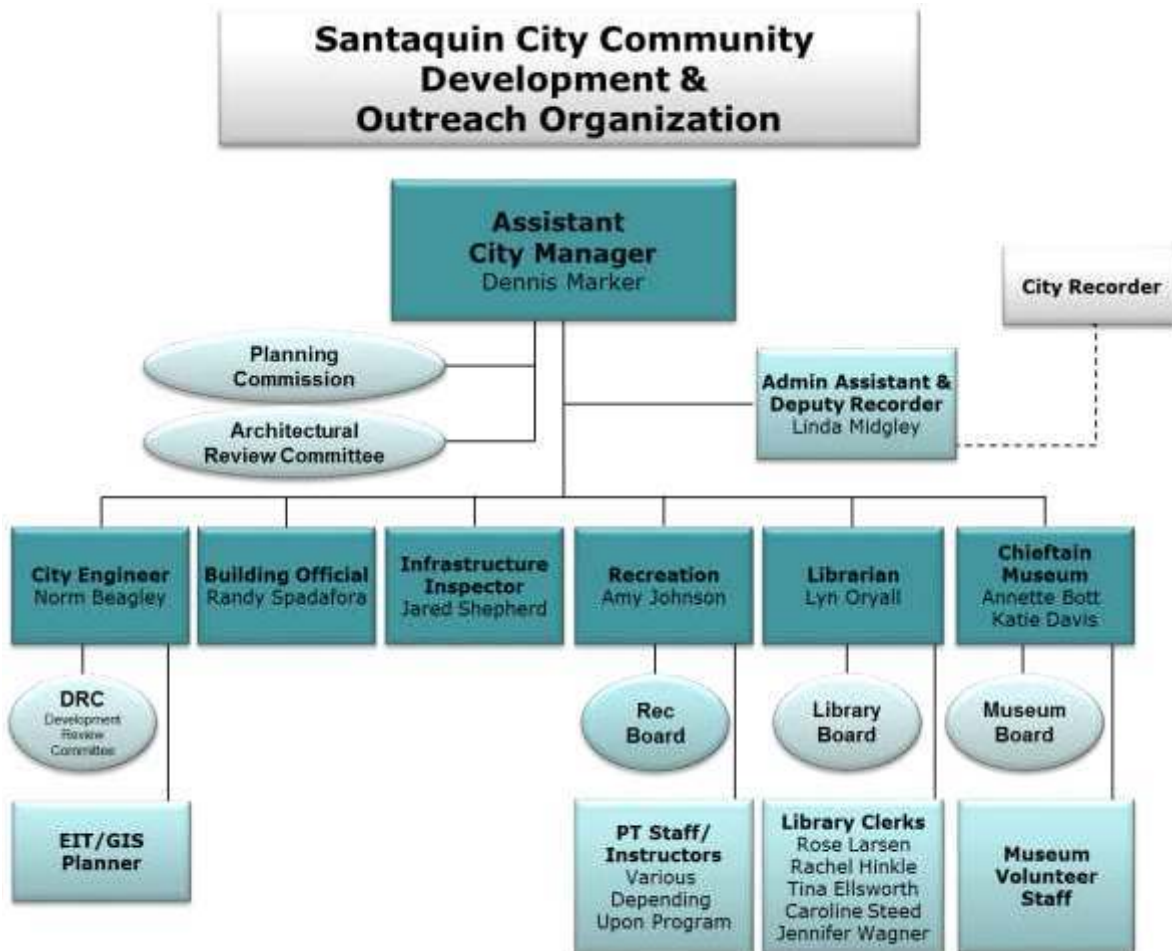 Santaquin City Community
Development &
Outreach Organization
Assistant
City Manager
Dennis Marker
City Recorder
Planning
Commission
Admin Assistant &
Deputy Recorder
Linda Midgley
Architectural
Review Committee
City Engineer
Norm Beagley
Building Official
Randy Spadafora
Infrastructure
Inspector
Jared Shepherd
Recreation
Amy Johnson
Librarian
Lyn Oryall
Chieftain
Museum
Annette Bott
Katie Davis
DRC
Development
Review
Committee
Rec
Board
Library
Board
Museum
Board
EIT/GIS
Planner
PT Staff/
Instructors
Various
Depending
Upon Program
Library Clerks
Rose Larsen
Rachel Hinkle
Tina Ellsworth
Caroline Steed
Jennifer Wagner
Museum
Volunteer
Staff